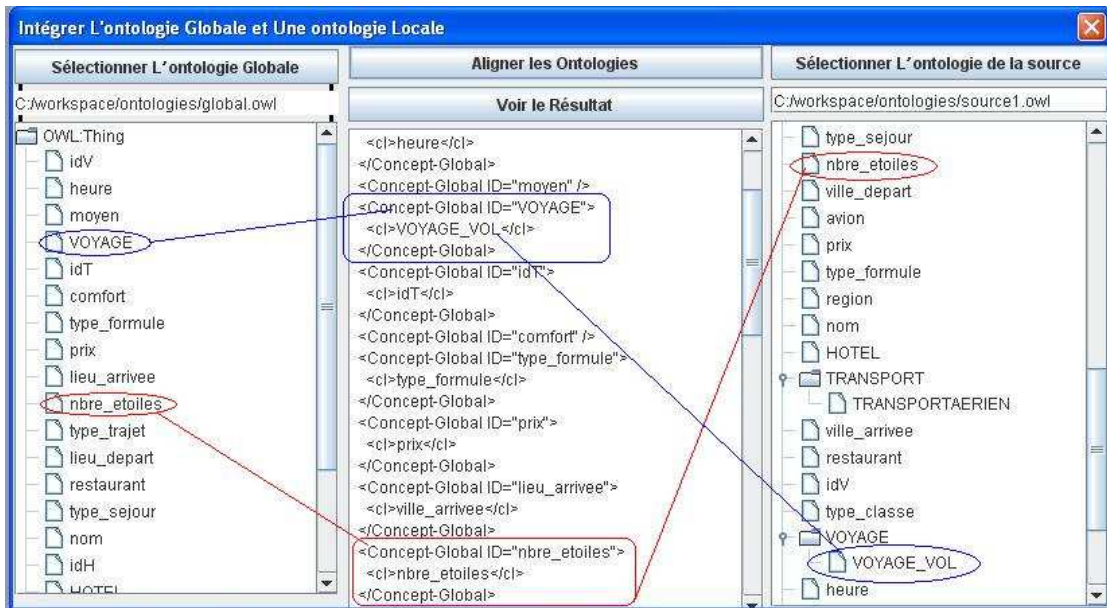 Intégrer L'ontologie Globale et Une ontologie Locale
Sélectionner L'ontologie Globale
C:/workspace/ontologies/global.owl
OWL:Thing
idV
heure
moyen
VOYAGE
idT
comfort
type_formule
prix
lieu_arrivee
nbre_etoiles
type_trajet
lieu_depart
restaurant
type_sejour
nom
idH
HOTEL
Aligner les Ontologies
Voir le Résultat
<cl>heure</cl>
</Concept-Global>
<Concept-Global ID="moyen" />
<Concept-Global ID="VOYAGE">
<cl>VOYAGE_VOL</cl>
</Concept-Global>
<Concept-Global ID="idT">
<cl>idT</cl>
</Concept-Global>
<Concept-Global ID="comfort" />
<Concept-Global ID="type_formule">
<cl>type_formule</cl>
</Concept-Global>
<Concept-Global ID="prix">
<cl>prix</cl>
</Concept-Global>
<Concept-Global ID="lieu_arrivee">
<cl>ville_arrivee</cl>
</Concept-Global>
<Concept-Global ID="nbre_etoiles">
<cl>nbre_etoiles</cl>
</Concept-Global>
Sélectionner L'ontologie de la source
C:/workspace/ontologies/source1.owl
type_sejour
nbre_etoiles
ville_depart
avion
prix
type_formule
region
nom
HOTEL
TRANSPORT
TRANSPORTAERIEN
ville_arrivee
restaurant
idV
type_classe
VOYAGE
VOYAGE_VOL
heure